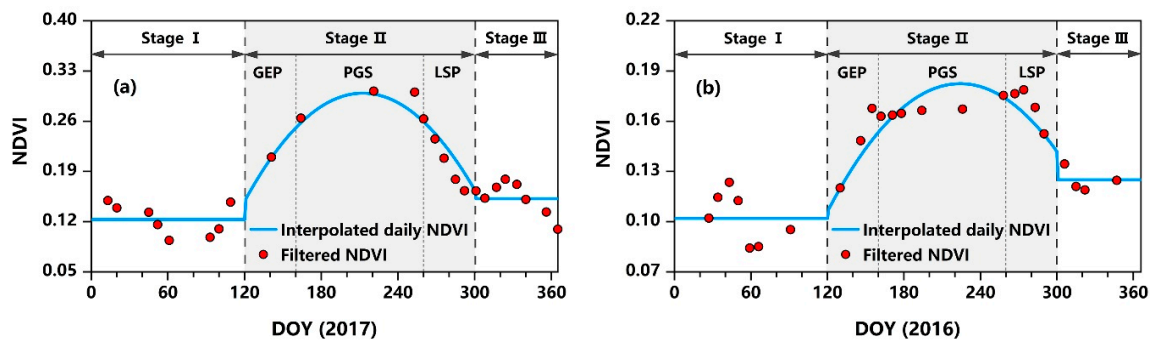 0.40
0.33
0.26
0.19
0.12
0.05
NDVI
Stage I
Stage II
Stage III
(a)
GEP
PGS
LSP
Interpolated daily NDVI
Filtered NDVI
0 60 120 180 240 300 360
DOY (2017)
0.22
0.19
0.16
0.13
0.10
0.07
NDVI
Stage I
Stage II
Stage III
(b)
GEP
PGS
LSP
Interpolated daily NDVI
Filtered NDVI
0 60 120 180 240 300 360
DOY (2016)